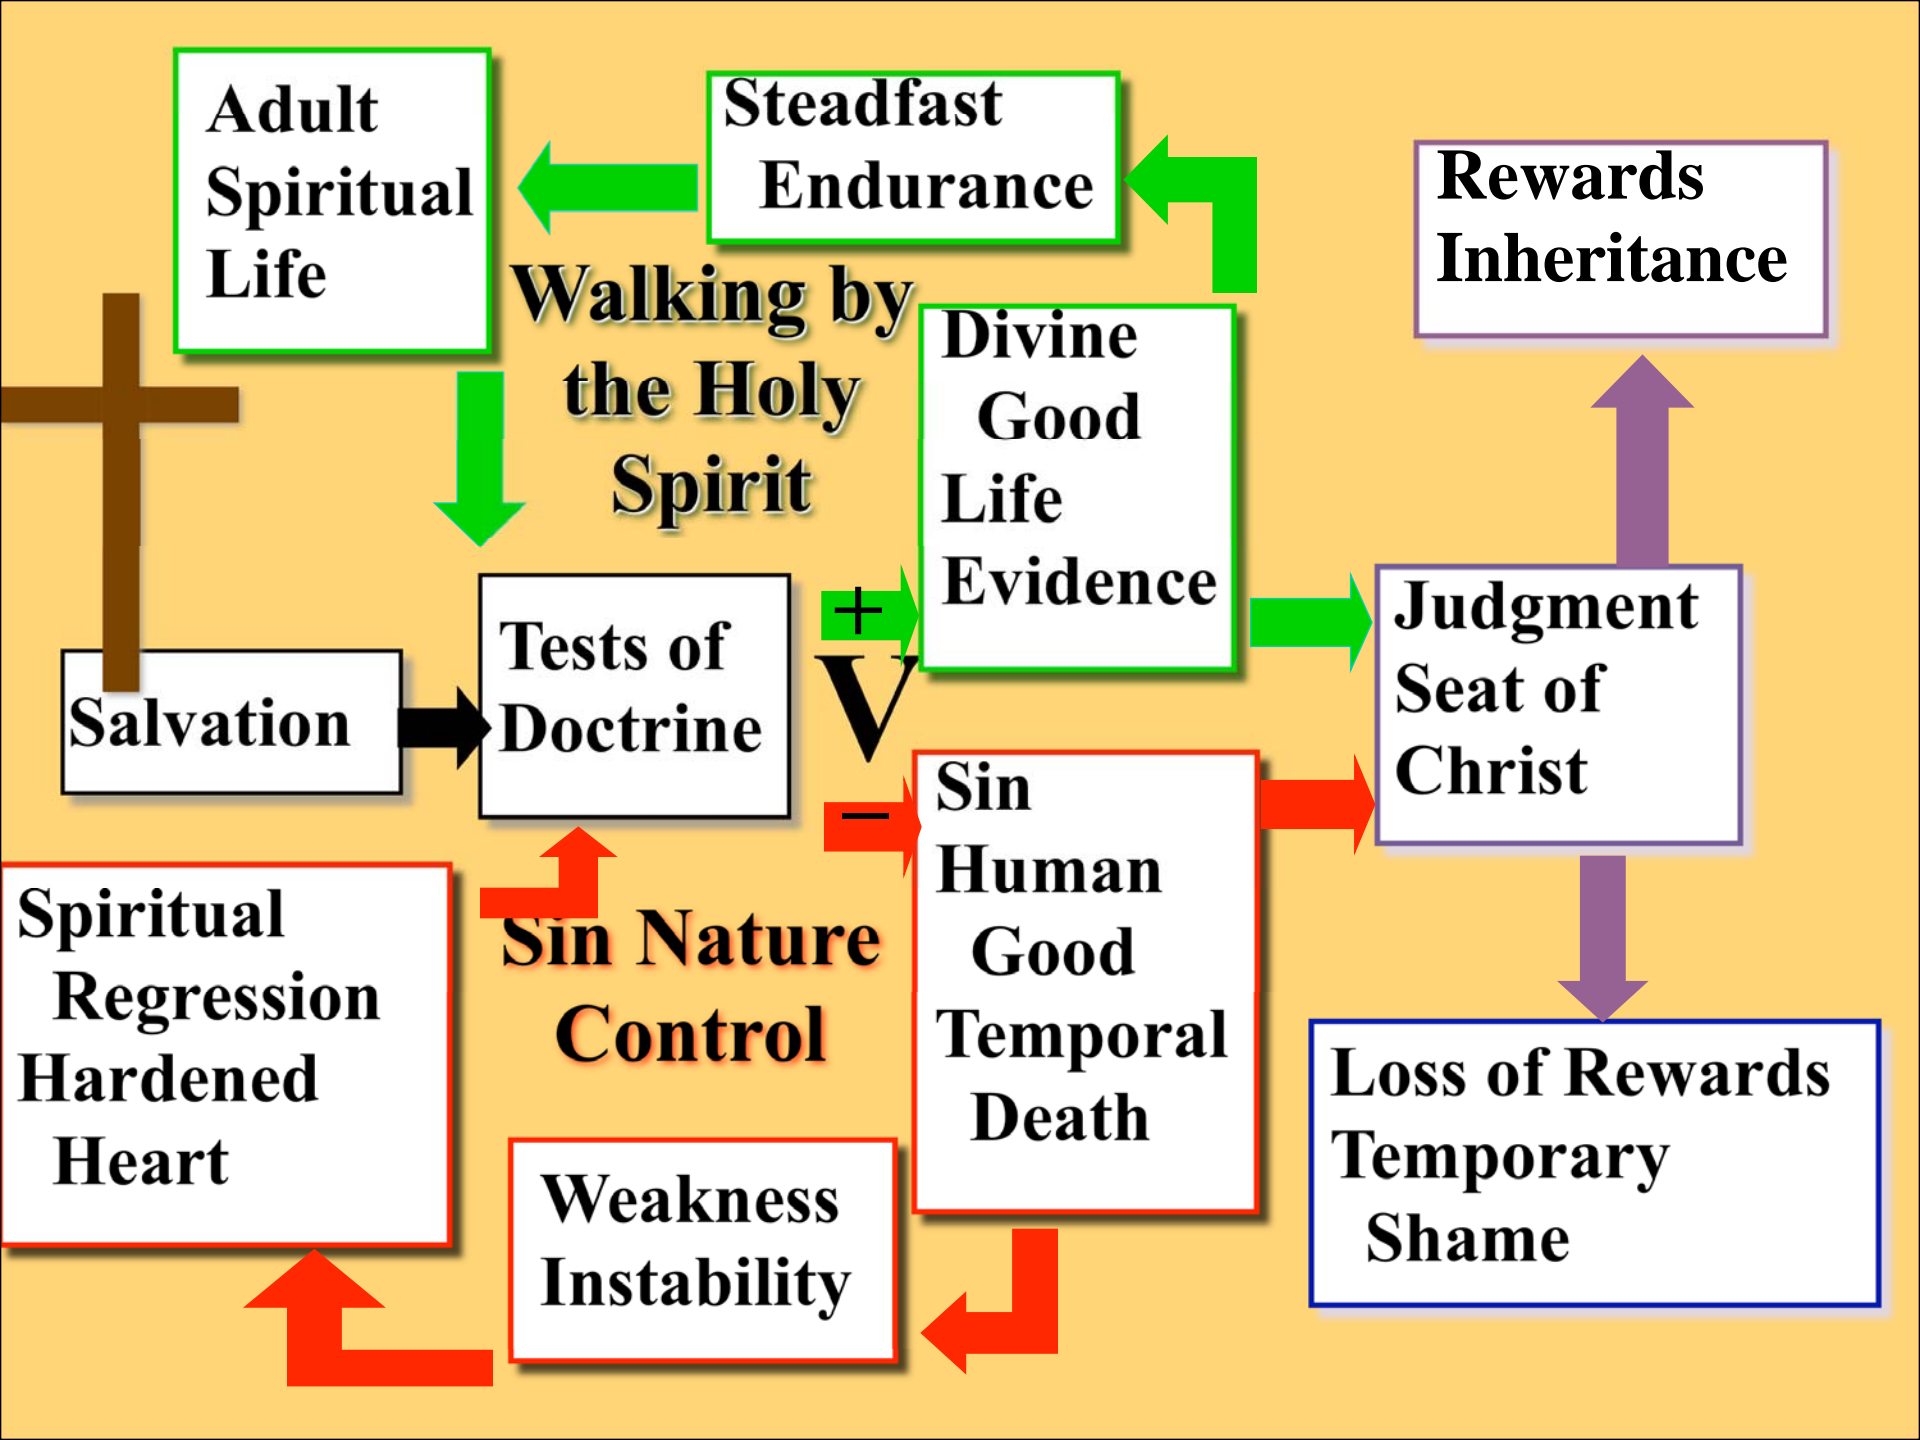 Adult
Spiritual
Life
Steadfast
Endurance
Rewards
Inheritance
Walking by
the Holy
Spirit
Divine
Good
Life
Evidence
Salvation
Tests of
Doctrine
+
V
−
Judgment
Seat of
Christ
Sin
Human
Good
Temporal
Death
Spiritual
Regression
Hardened
Heart
Sin Nature
Control
Weakness
Instability
Loss of Rewards
Temporary
Shame